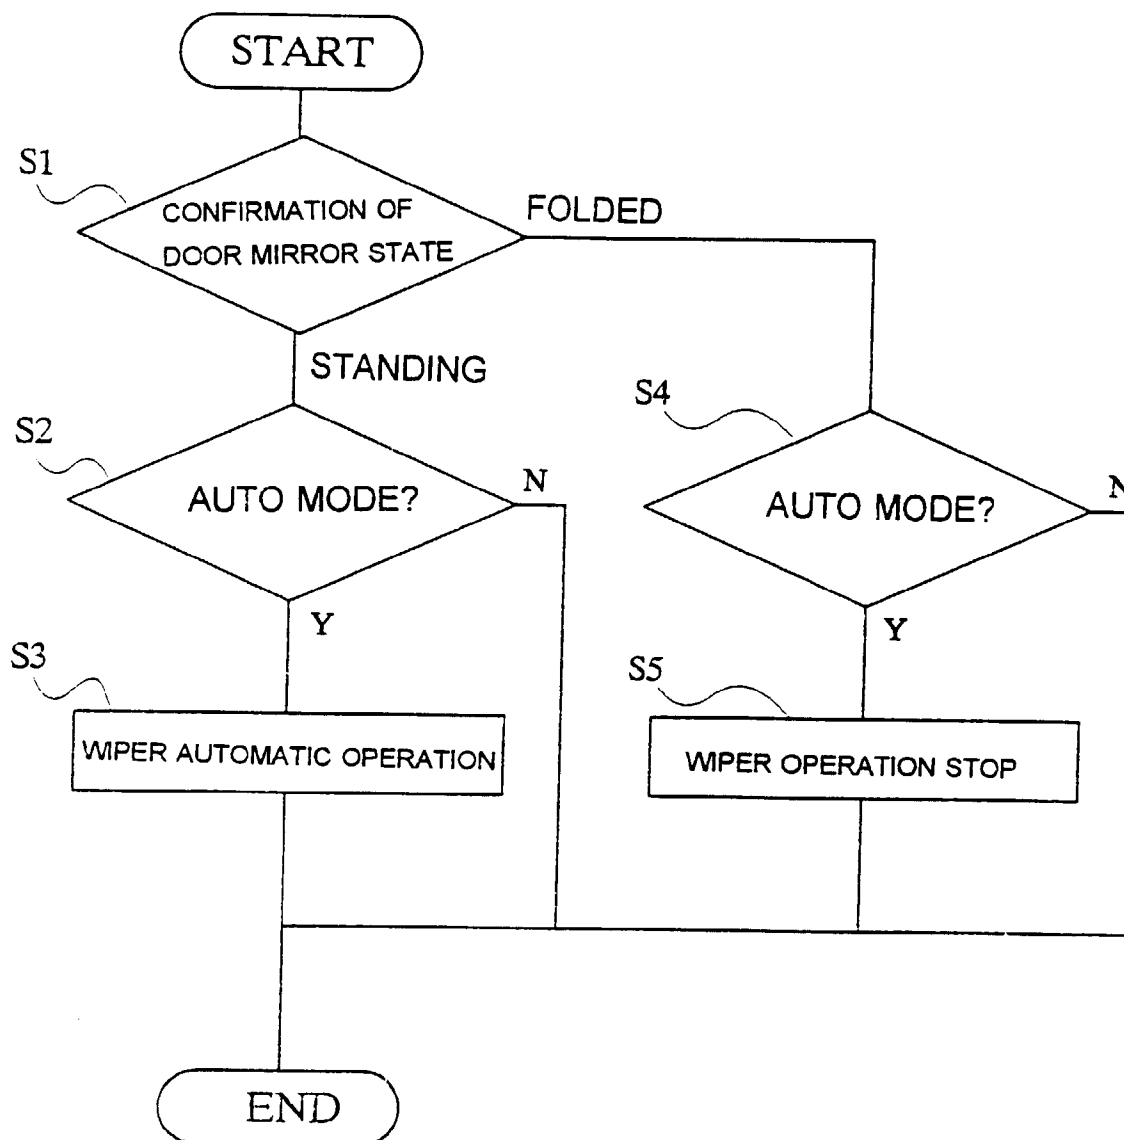 START
S1
CONFIRMATION OF
DOOR MIRROR STATE
FOLDED
STANDING
S2
AUTO MODE?
N
Y
S3
WIPER AUTOMATIC OPERATION
S4
AUTO MODE?
N
Y
S5
WIPER OPERATION STOP
END